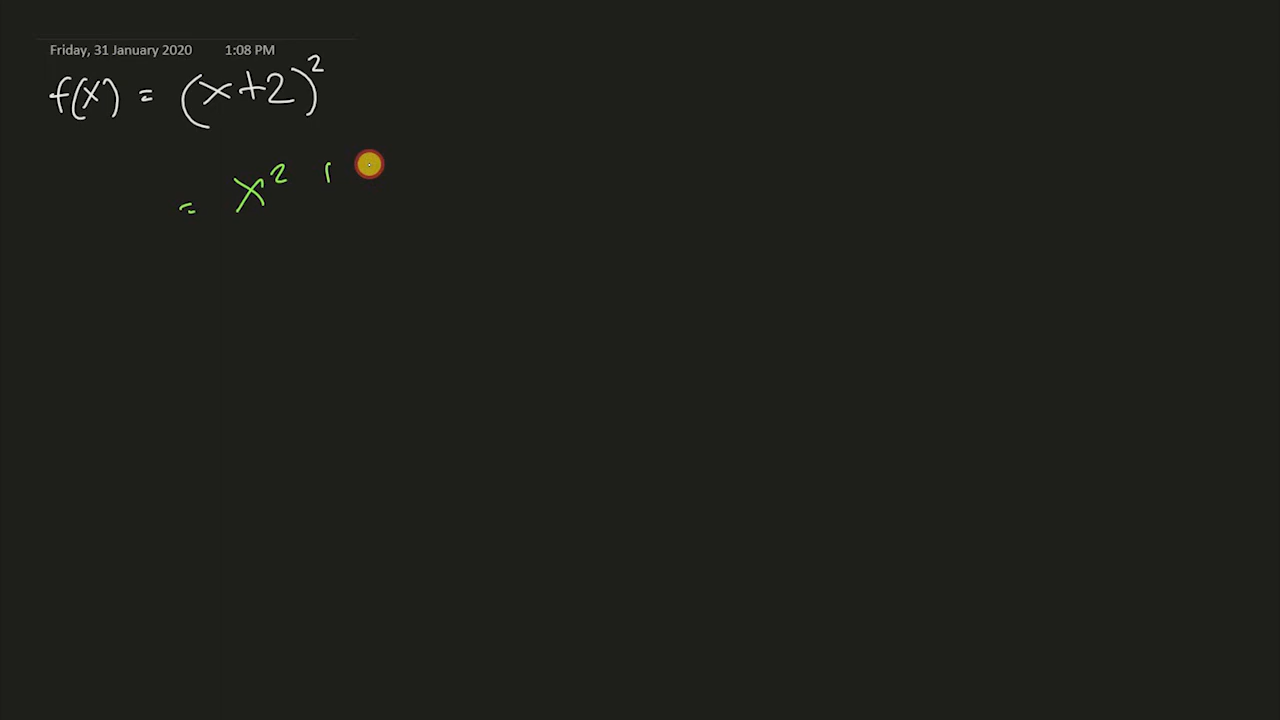 Friday, 31 January 2020 1:08 PM
f(x) = (x+2)²
= x²